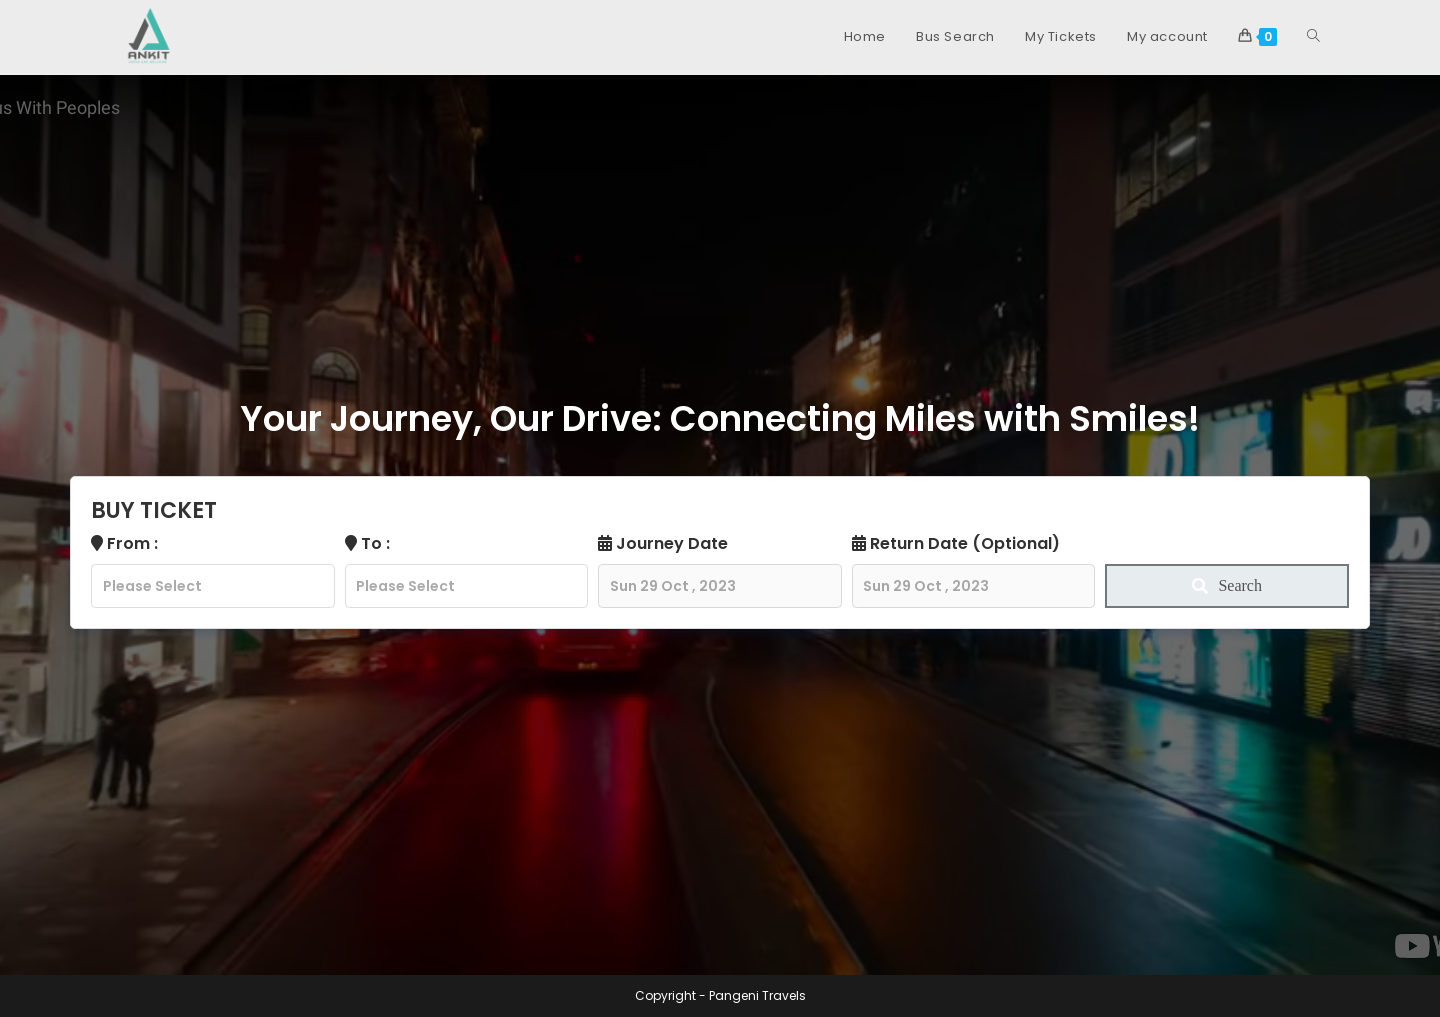 ANKIT
Home
Bus Search
My Tickets
My account
0
With Peoples
Your Journey, Our Drive: Connecting Miles with Smiles!
BUY TICKET
From :
To :
Journey Date
Return Date (Optional)
Please Select
Please Select
Sun 29 Oct , 2023
Sun 29 Oct , 2023
Search
Copyright - Pangeni Travels